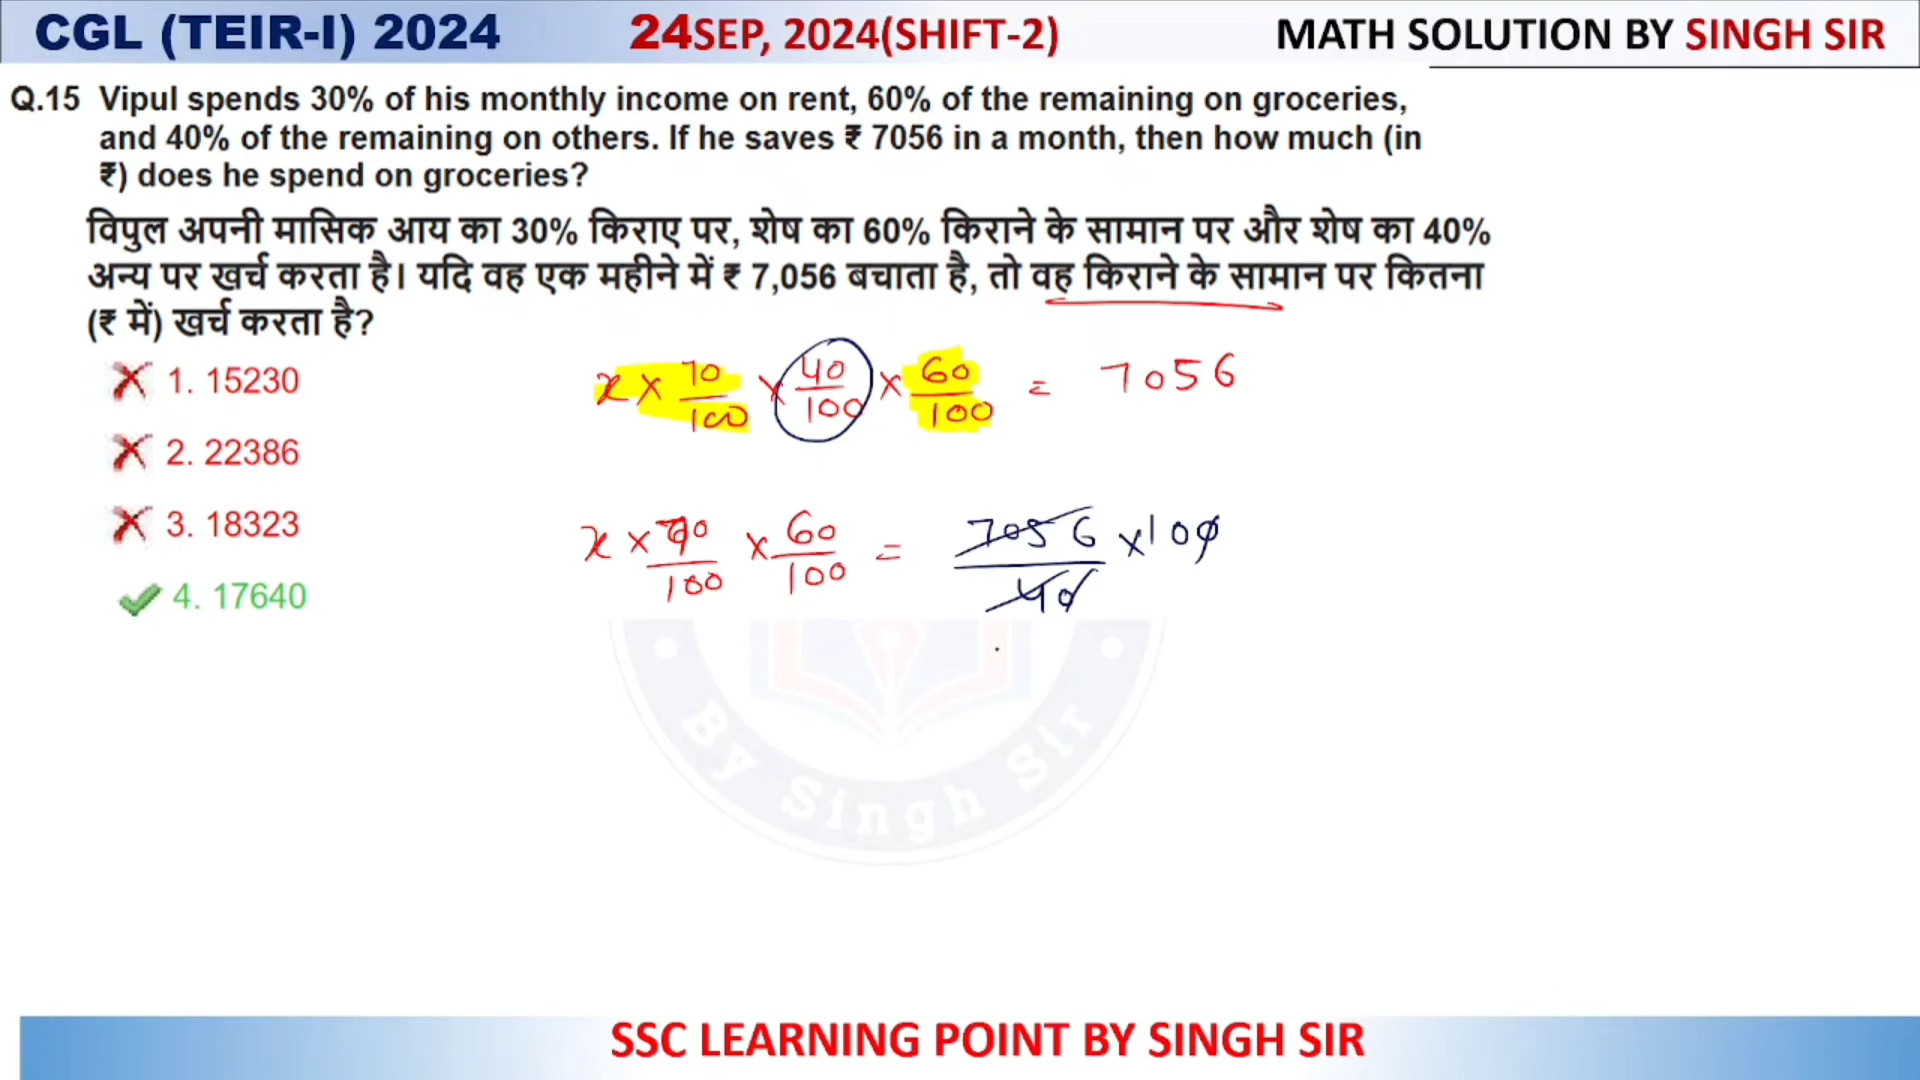 CGL (TEIR-I) 2024 24SEP, 2024(SHIFT-2) MATH SOLUTION BY SINGH SIR
Q.15 Vipul spends 30% of his monthly income on rent, 60% of the remaining on groceries,
and 40% of the remaining on others. If he saves ₹ 7056 in a month, then how much (in
₹) does he spend on groceries?
विपुल अपनी मासिक आय का 30% किराए पर, शेष का 60% किराने के सामान पर और शेष का 40%
अन्य पर खर्च करता है। यदि वह एक महीने में ₹ 7,056 बचाता है, तो वह किराने के सामान पर कितना
(₹ में) खर्च करता है?
1. 15230
2. 22386
3. 18323
4. 17640
x × 70/100 × 40/100 × 60/100 = 7056
x × 70/100 × 60/100 = 7056/40 × 100
By Singh Sir
SSC LEARNING POINT BY SINGH SIR